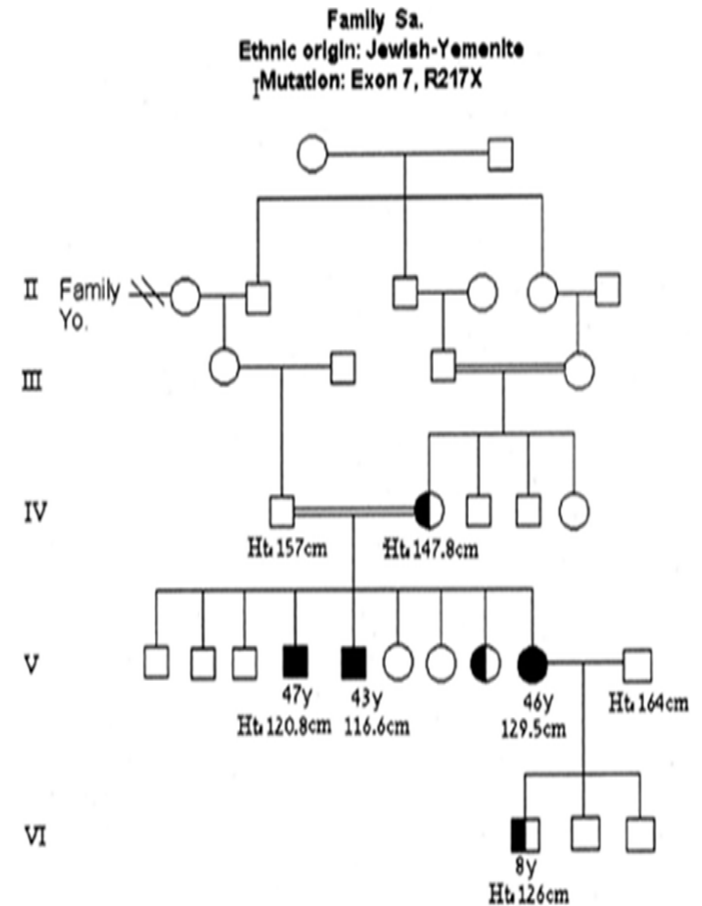 Family Sa.
Ethnic origin: Jewish-Yemenite
Mutation: Exon 7, R217X
II Family
Yo.
III
IV
Ht. 157cm Ht. 147.8cm
V
47y 43y 46y Ht. 164cm
Ht. 120.8cm 116.6cm 129.5cm
VI
8y
Ht. 126cm